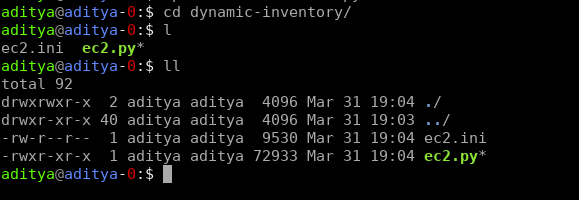 aditya@aditya-0:$ cd dynamic-inventory/
aditya@aditya-0:$ l
ec2.ini  ec2.py*
aditya@aditya-0:$ ll
total 92
drwxrwxr-x  2 aditya aditya  4096 Mar 31 19:04 ./
drwxr-xr-x 40 aditya aditya  4096 Mar 31 19:03 ../
-rw-r--r--  1 aditya aditya  9530 Mar 31 19:04 ec2.ini
-rwxr-xr-x  1 aditya aditya 72933 Mar 31 19:04 ec2.py*
aditya@aditya-0:$